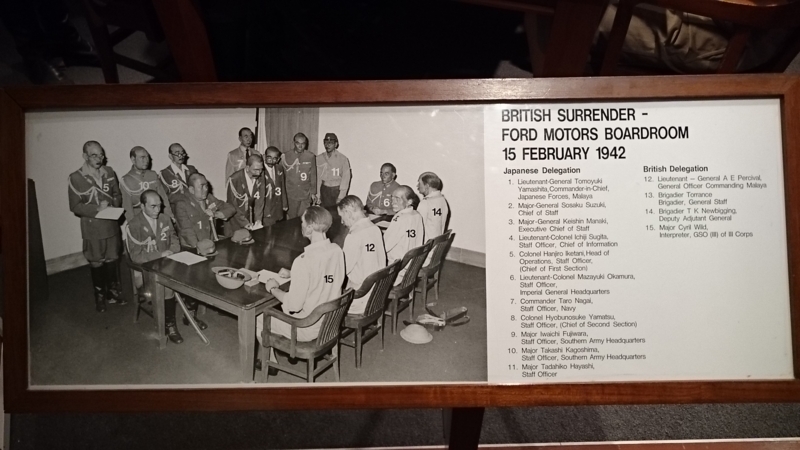 BRITISH SURRENDER -
FORD MOTORS BOARDROOM
15 FEBRUARY 1942
Japanese Delegation
1. Lieutenant-General Tomoyuki
Yamashita, Commander-in-Chief,
Japanese Forces, Malaya
2. Major-General Sosaku Suzuki,
Chief of Staff
3. Major-General Keishin Manaki,
Executive Chief of Staff
4. Lieutenant-Colonel Ichiji Sugita,
Staff Officer, Chief of Information
5. Colonel Hanjiro Iketani, Head of
Operations, Staff Officer,
(Chief of First Section)
6. Lieutenant-Colonel Mazayuki Okamura,
Staff Officer,
Imperial General Headquarters
7. Commander Taro Nagai,
Staff Officer, Navy
8. Colonel Hyobunosuke Yamatsu,
Staff Officer, (Chief of Second Section)
9. Major Iwaichi Fujiwara,
Staff Officer, Southern Army Headquarters
10. Major Takashi Kagoshima,
Staff Officer, Southern Army Headquarters
11. Major Tadahiko Hayashi,
Staff Officer
British Delegation
12. Lieutenant - General A E Percival,
General Officer Commanding Malaya
13. Brigadier Torrance
Brigadier, General Staff
14. Brigadier T K Newbigging,
Deputy Adjutant General
15. Major Cyril Wild,
Interpreter, GSO (III) of III Corps
5
10
8
7
4
3
9
11
2
1
6
15
12
13
14